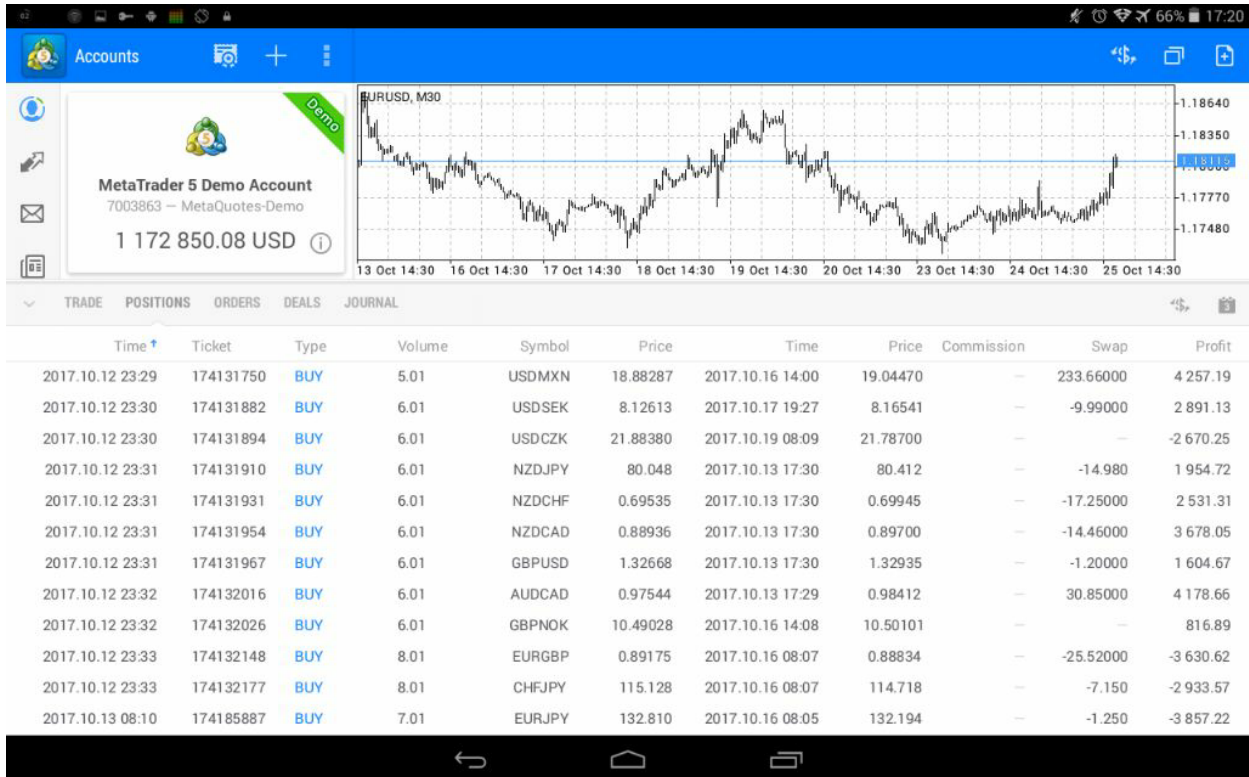 66% 17:20
Accounts
Demo
MetaTrader 5 Demo Account
7003863 — MetaQuotes-Demo
1 172 850.08 USD
EURUSD, M30
1.18640
1.18350
1.18115
1.17770
1.17480
13 Oct 14:30 16 Oct 14:30 17 Oct 14:30 18 Oct 14:30 19 Oct 14:30 20 Oct 14:30 23 Oct 14:30 24 Oct 14:30 25 Oct 14:30
TRADE POSITIONS ORDERS DEALS JOURNAL
Time ↑ Ticket Type Volume Symbol Price Time Price Commission Swap Profit
2017.10.12 23:29 174131750 BUY 5.01 USDMXN 18.88287 2017.10.16 14:00 19.04470 — 233.66000 4 257.19
2017.10.12 23:30 174131882 BUY 6.01 USDSEK 8.12613 2017.10.17 19:27 8.16541 — -9.99000 2 891.13
2017.10.12 23:30 174131894 BUY 6.01 USDCZK 21.88380 2017.10.19 08:09 21.78700 — — -2 670.25
2017.10.12 23:31 174131910 BUY 6.01 NZDJPY 80.048 2017.10.13 17:30 80.412 — -14.980 1 954.72
2017.10.12 23:31 174131931 BUY 6.01 NZDCHF 0.69535 2017.10.13 17:30 0.69945 — -17.25000 2 531.31
2017.10.12 23:31 174131954 BUY 6.01 NZDCAD 0.88936 2017.10.13 17:30 0.89700 — -14.46000 3 678.05
2017.10.12 23:31 174131967 BUY 6.01 GBPUSD 1.32668 2017.10.13 17:30 1.32935 — -1.20000 1 604.67
2017.10.12 23:32 174132016 BUY 6.01 AUDCAD 0.97544 2017.10.13 17:29 0.98412 — 30.85000 4 178.66
2017.10.12 23:32 174132026 BUY 6.01 GBPNOK 10.49028 2017.10.16 14:08 10.50101 — — 816.89
2017.10.12 23:33 174132148 BUY 8.01 EURGBP 0.89175 2017.10.16 08:07 0.88834 — -25.52000 -3 630.62
2017.10.12 23:33 174132177 BUY 8.01 CHFJPY 115.128 2017.10.16 08:07 114.718 — -7.150 -2 933.57
2017.10.13 08:10 174185887 BUY 7.01 EURJPY 132.810 2017.10.16 08:05 132.194 — -1.250 -3 857.22